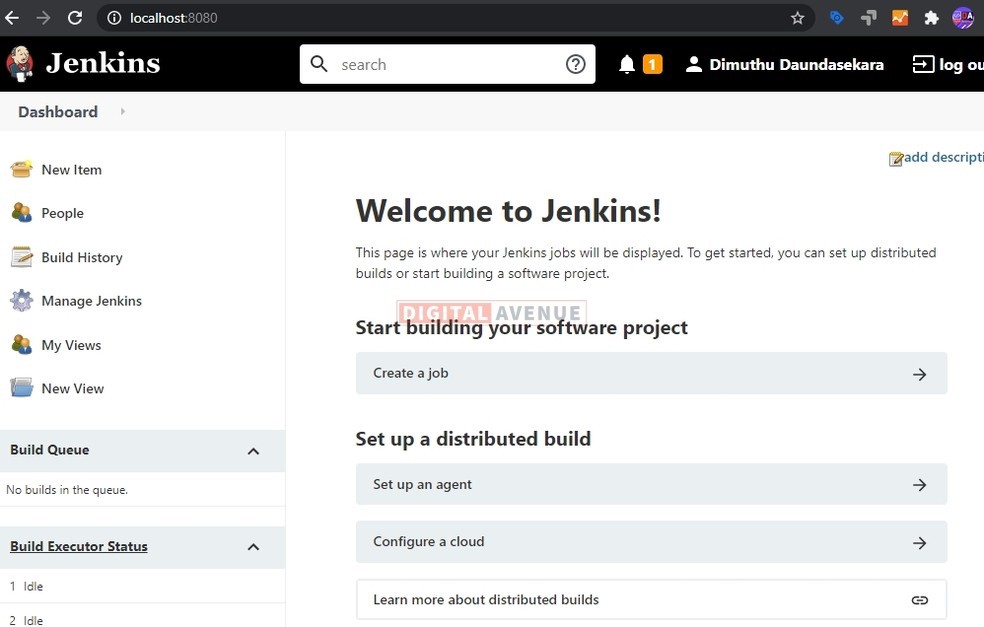 localhost:8080
Jenkins
search
1
Dimuthu Daundasekara
log ou
Dashboard
add descripti
New Item
People
Build History
Manage Jenkins
My Views
New View
Build Queue
No builds in the queue.
Build Executor Status
1 Idle
2 Idle
Welcome to Jenkins!
This page is where your Jenkins jobs will be displayed. To get started, you can set up distributed
builds or start building a software project.
DIGITAL AVENUE
Start building your software project
Create a job
Set up a distributed build
Set up an agent
Configure a cloud
Learn more about distributed builds